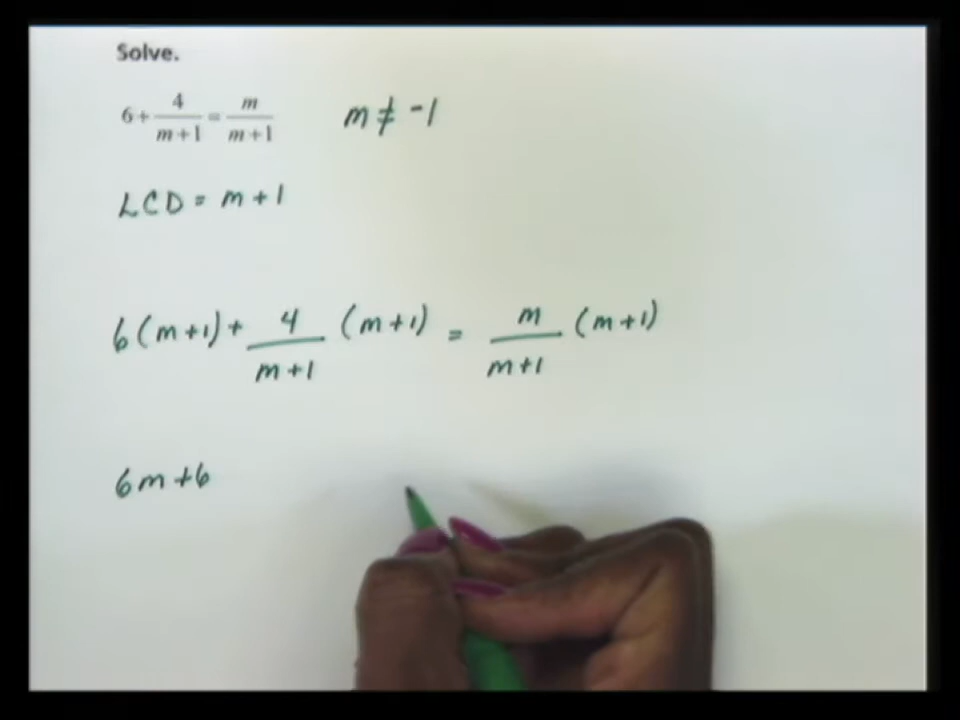 Solve.
6 + 4/(m+1) = m/(m+1) m ≠ -1
LCD = m+1
6(m+1) + 4/(m+1) (m+1) = m/(m+1) (m+1)
6m+6